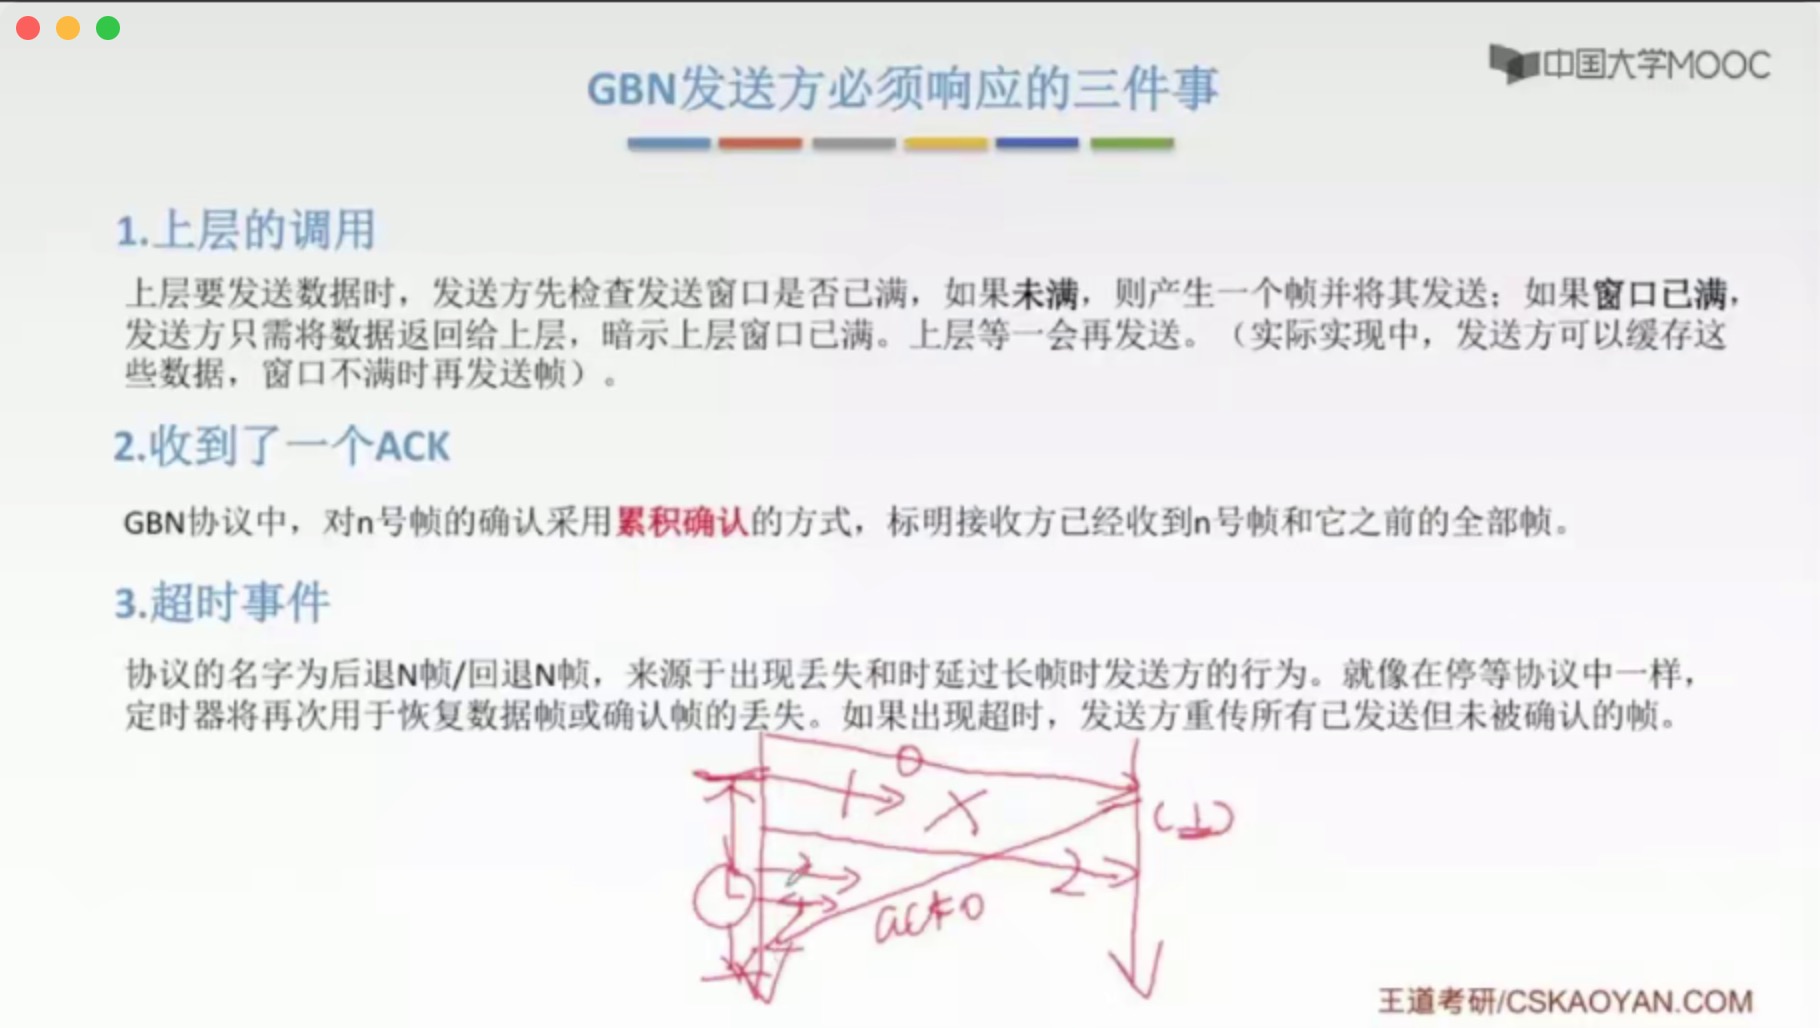 中国大学MOOC
GBN发送方必须响应的三件事
1.上层的调用
上层要发送数据时，发送方先检查发送窗口是否已满，如果未满，则产生一个帧并将其发送；如果窗口已满，
发送方只需将数据返回给上层，暗示上层窗口已满。上层等一会再发送。（实际实现中，发送方可以缓存这
些数据，窗口不满时再发送帧）。
2.收到了一个ACK
GBN协议中，对n号帧的确认采用累积确认的方式，标明接收方已经收到n号帧和它之前的全部帧。
3.超时事件
协议的名字为后退N帧/回退N帧，来源于出现丢失和时延过长帧时发送方的行为。就像在停等协议中一样，
定时器将再次用于恢复数据帧或确认帧的丢失。如果出现超时，发送方重传所有已发送但未被确认的帧。
0
1
(1)
2
ack0
王道考研/CSKAOYAN.COM